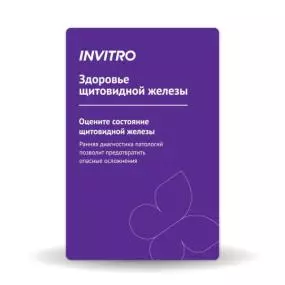 INVITRO
Здоровье
щитовидной железы
Оцените состояние
щитовидной железы
Ранняя диагностика патологий
позволит предотвратить
опасные осложнения